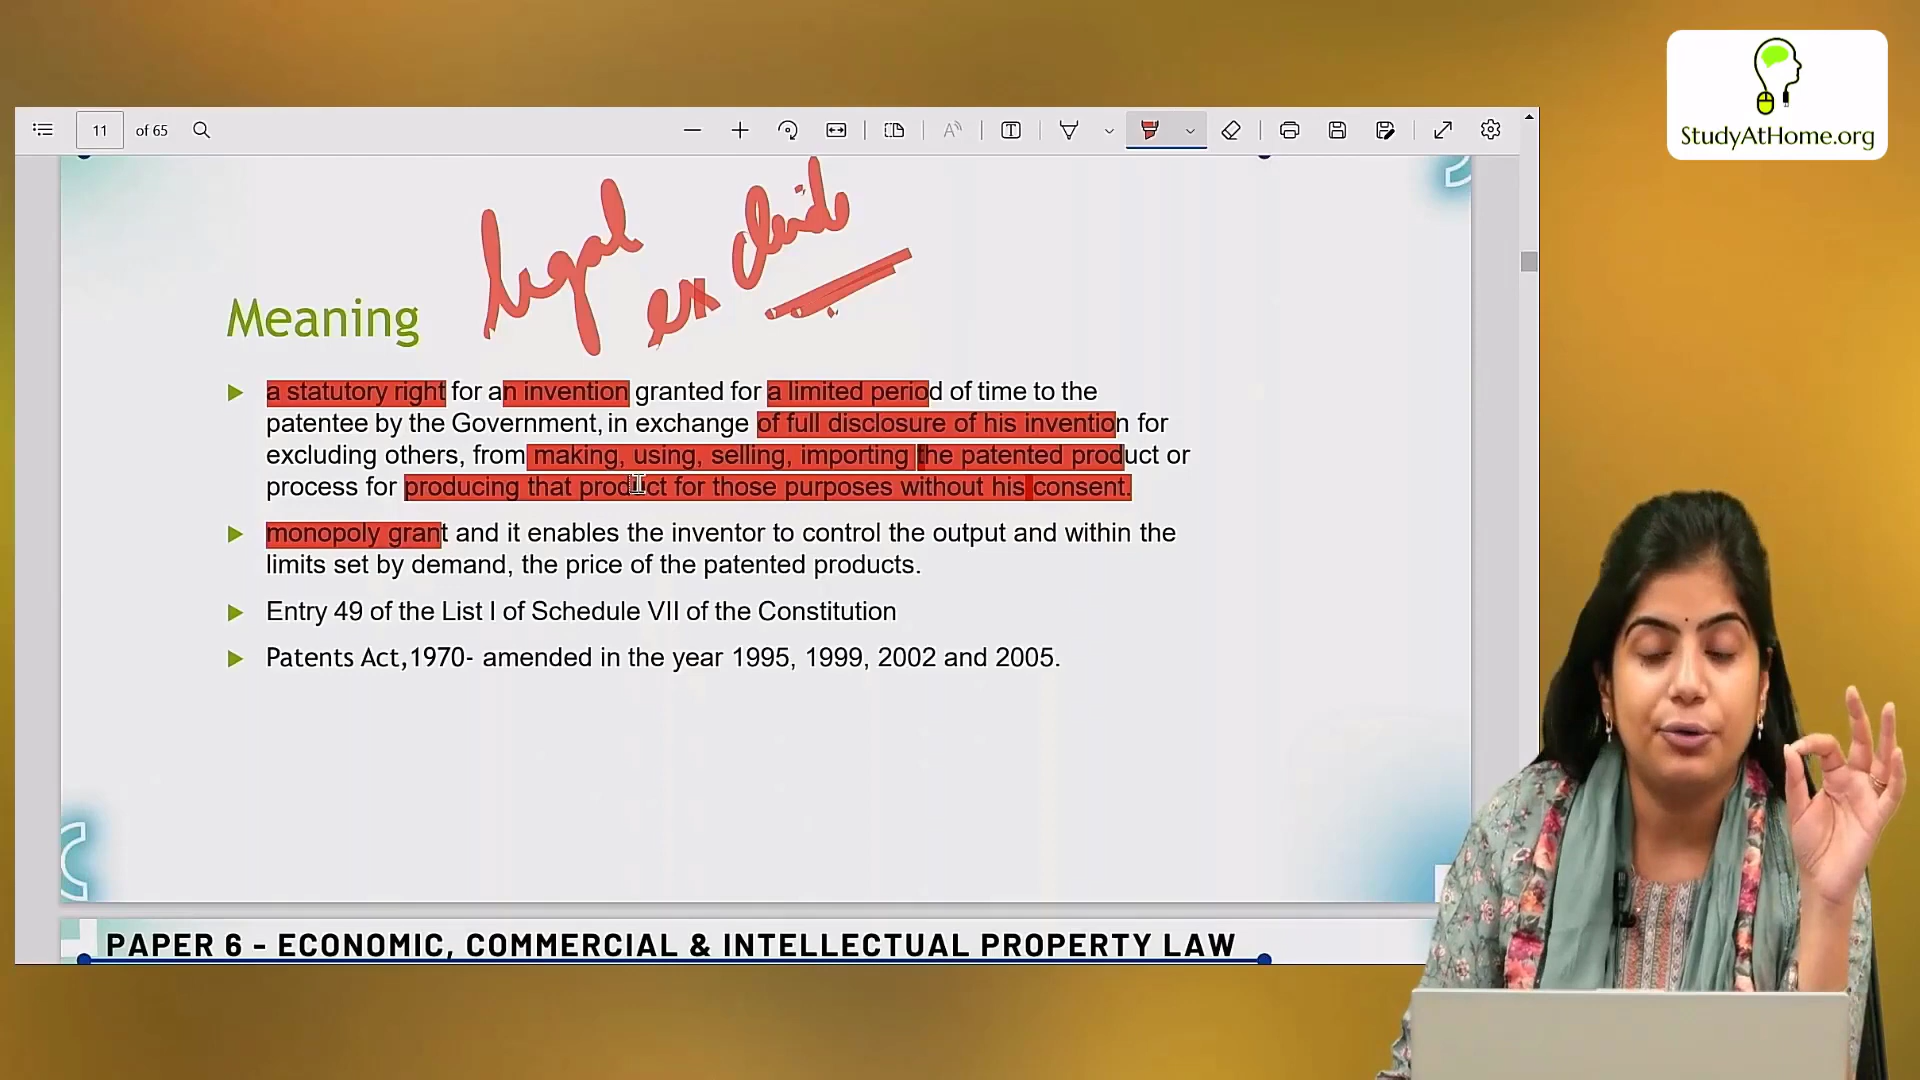 11 of 65
StudyAtHome.org
legal
exclude
Meaning
a statutory right for an invention granted for a limited period of time to the
patentee by the Government, in exchange of full disclosure of his invention for
excluding others, from making, using, selling, importing the patented product or
process for producing that product for those purposes without his consent.
monopoly grant and it enables the inventor to control the output and within the
limits set by demand, the price of the patented products.
Entry 49 of the List I of Schedule VII of the Constitution
Patents Act,1970- amended in the year 1995, 1999, 2002 and 2005.
PAPER 6 - ECONOMIC, COMMERCIAL & INTELLECTUAL PROPERTY LAW